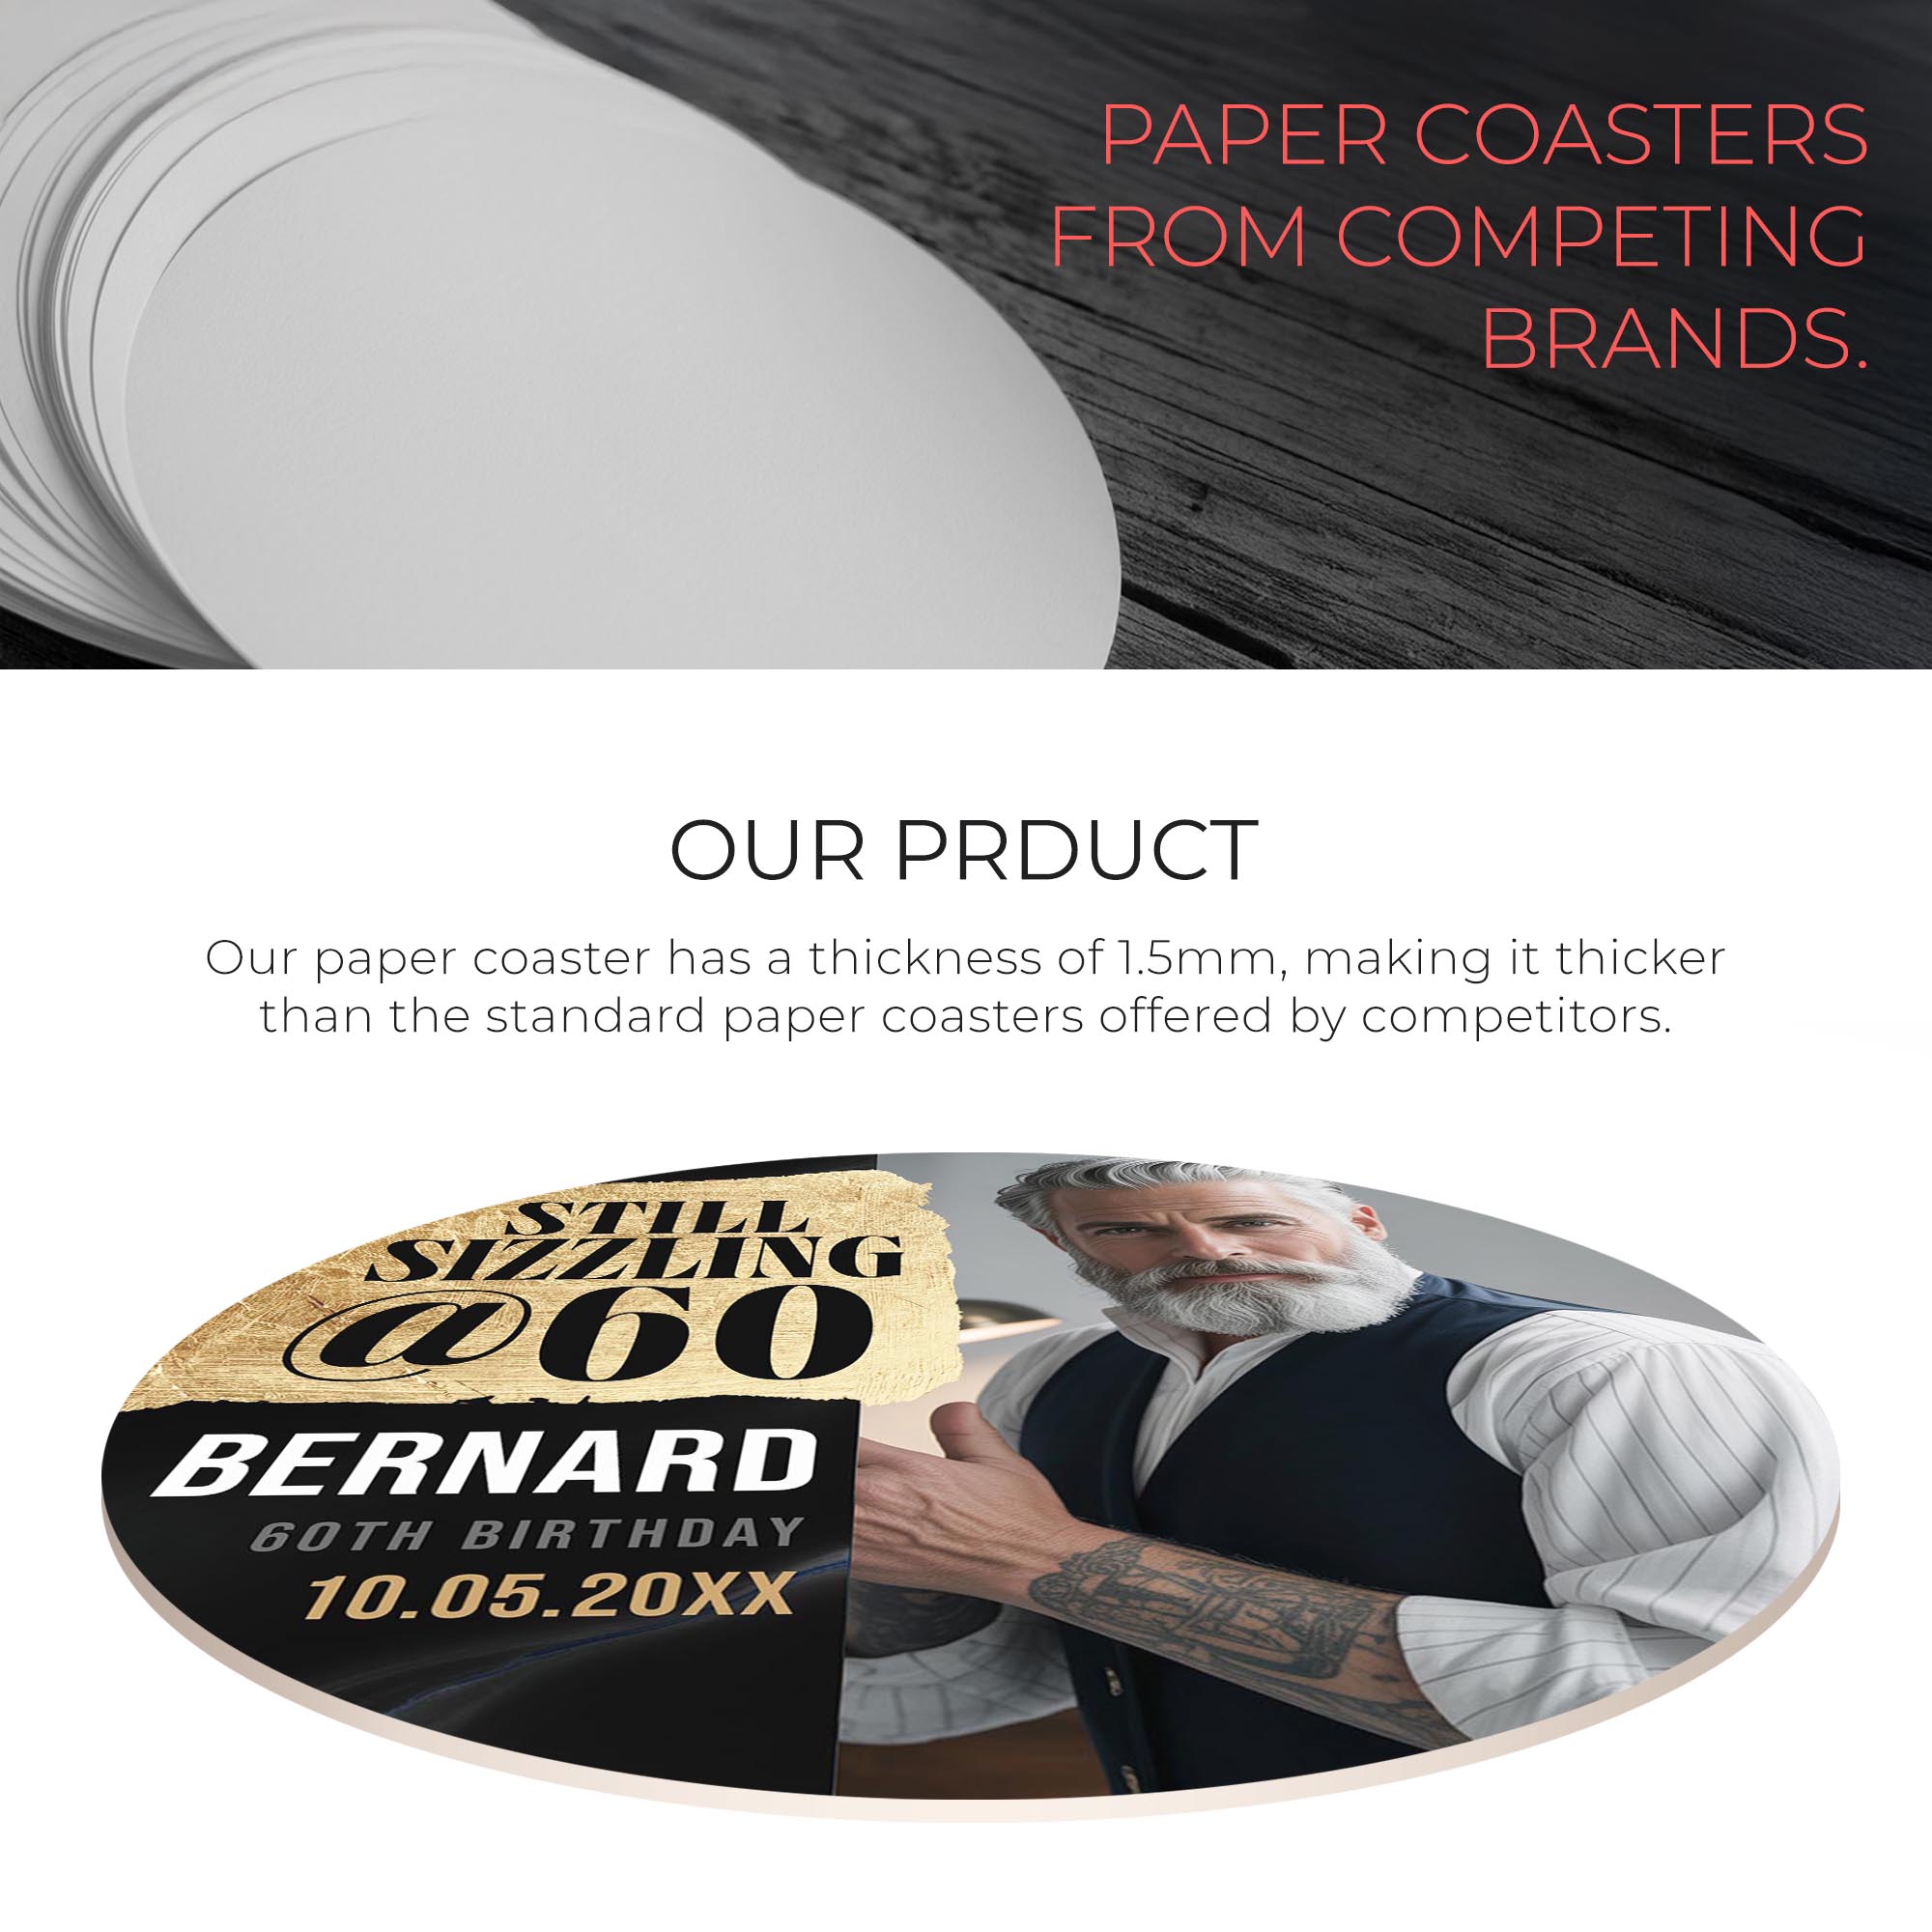 PAPER COASTERS
FROM COMPETING
BRANDS.
OUR PRDUCT
Our paper coaster has a thickness of 1.5mm, making it thicker
than the standard paper coasters offered by competitors.
STILL
SIZZLING
@60
BERNARD
60TH BIRTHDAY
10.05.20XX